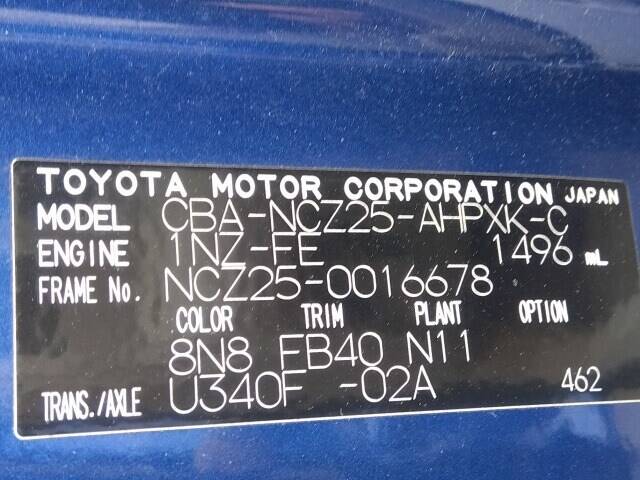 TOYOTA MOTOR CORPORATION JAPAN
MODEL CBA-NCZ25-AHPXK-C
ENGINE 1NZ-FE 1496 mL
FRAME No. NCZ25-0016678
COLOR TRIM PLANT OPTION
8N8 FB40 N11
TRANS./AXLE U340F -02A 462